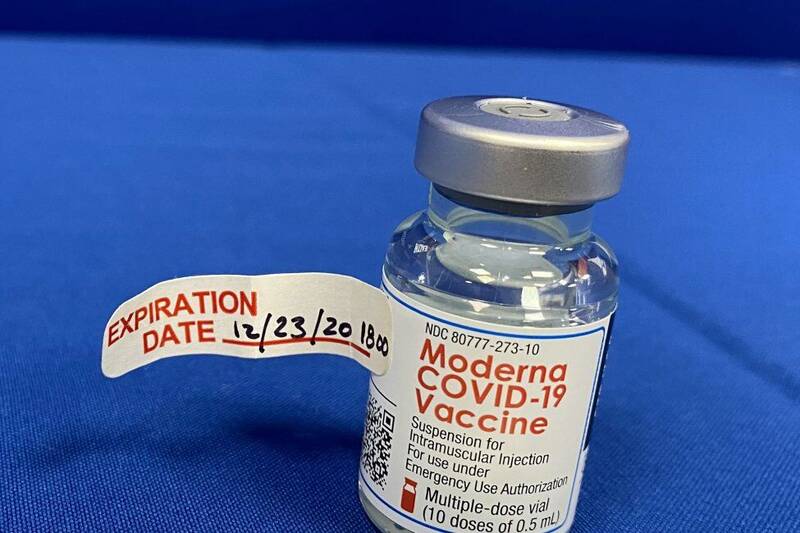 EXPIRATION
DATE 12/23/20 1800
NDC 80777-273-10
Moderna
COVID-19
Vaccine
Suspension for
Intramuscular Injection
For use under
Emergency Use Authorization
Multiple-dose vial
(10 doses of 0.5 mL)